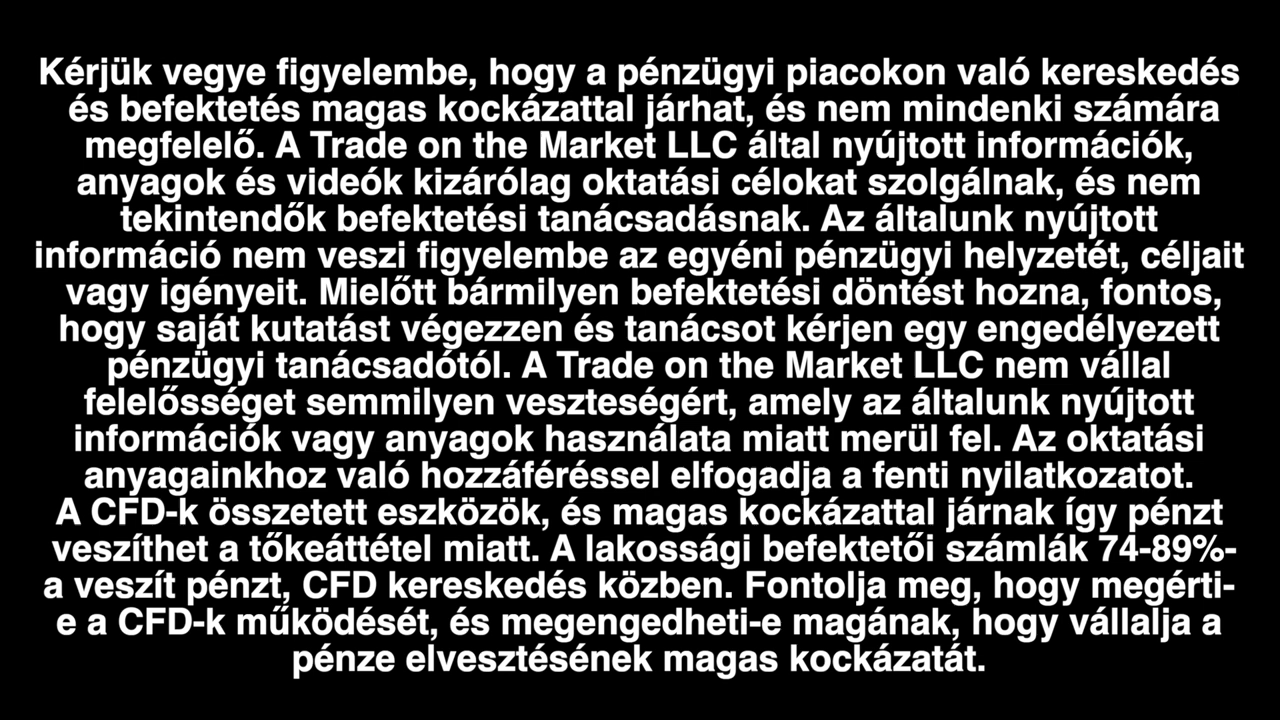 Kérjük vegye figyelembe, hogy a pénzügyi piacokon való kereskedés
és befektetés magas kockázattal járhat, és nem mindenki számára
megfelelő. A Trade on the Market LLC által nyújtott információk,
anyagok és videók kizárólag oktatási célokat szolgálnak, és nem
tekintendők befektetési tanácsadásnak. Az általunk nyújtott
információ nem veszi figyelembe az egyéni pénzügyi helyzetét, céljait
vagy igényeit. Mielőtt bármilyen befektetési döntést hozna, fontos,
hogy saját kutatást végezzen és tanácsot kérjen egy engedélyezett
pénzügyi tanácsadótól. A Trade on the Market LLC nem vállal
felelősséget semmilyen veszteségért, amely az általunk nyújtott
információk vagy anyagok használata miatt merül fel. Az oktatási
anyagainkhoz való hozzáféréssel elfogadja a fenti nyilatkozatot.
A CFD-k összetett eszközök, és magas kockázattal járnak így pénzt
veszíthet a tőkeáttétel miatt. A lakossági befektetői számlák 74-89%-
a veszít pénzt, CFD kereskedés közben. Fontolja meg, hogy megérti-
e a CFD-k működését, és megengedheti-e magának, hogy vállalja a
pénze elvesztésének magas kockázatát.